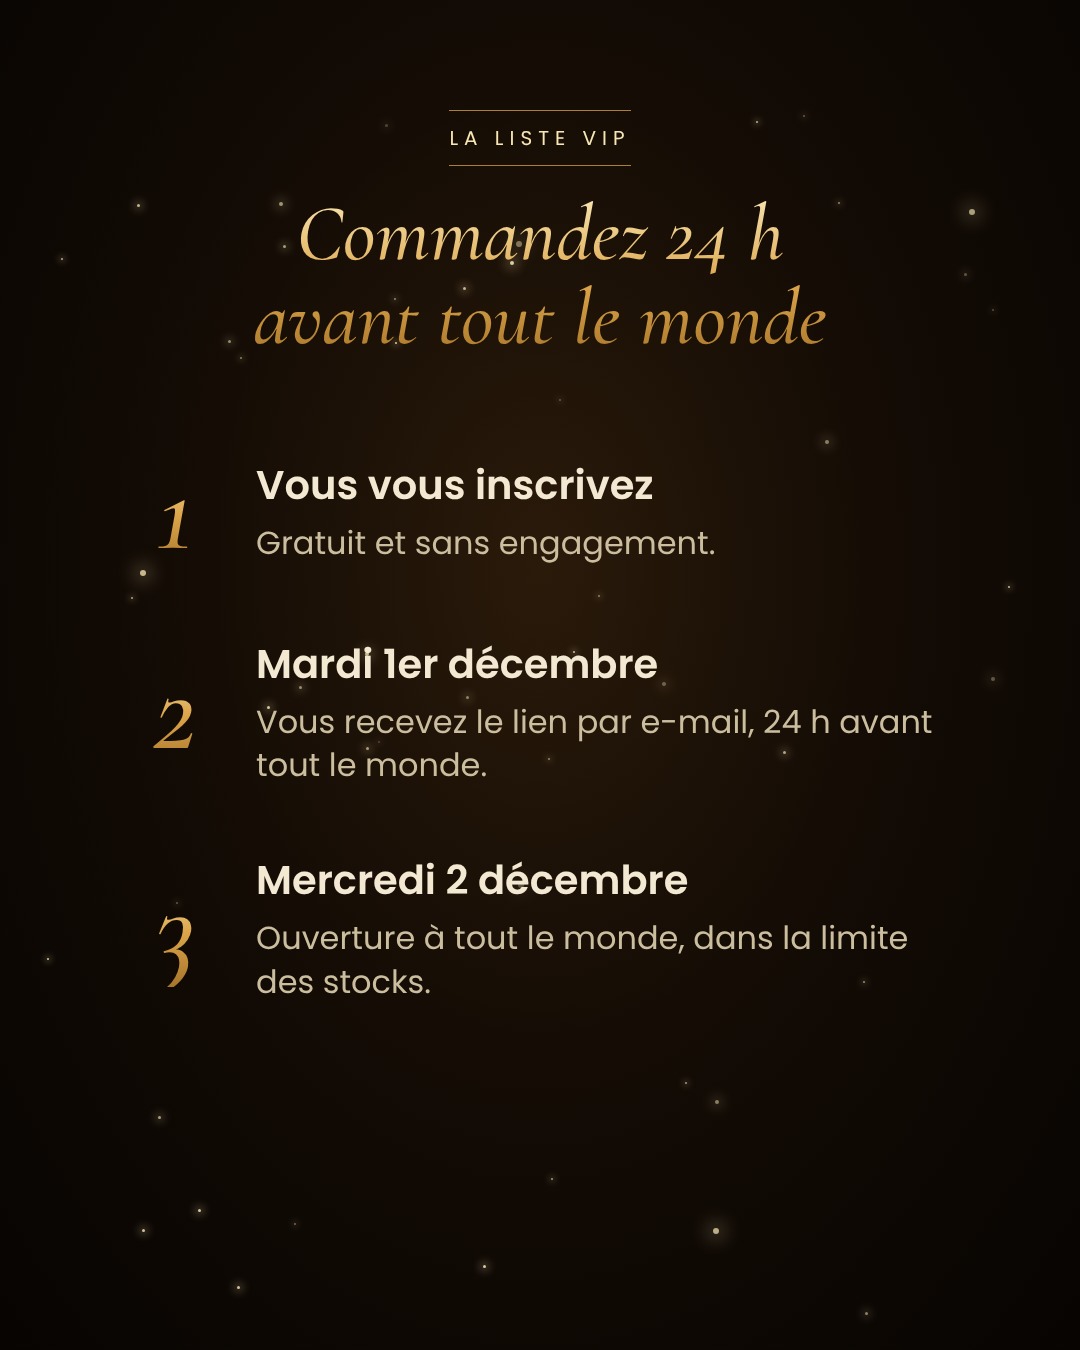 LA LISTE VIP
Commandez 24 h
avant tout le monde
1
Vous vous inscrivez
Gratuit et sans engagement.
2
Mardi 1er décembre
Vous recevez le lien par e-mail, 24 h avant
tout le monde.
3
Mercredi 2 décembre
Ouverture à tout le monde, dans la limite
des stocks.